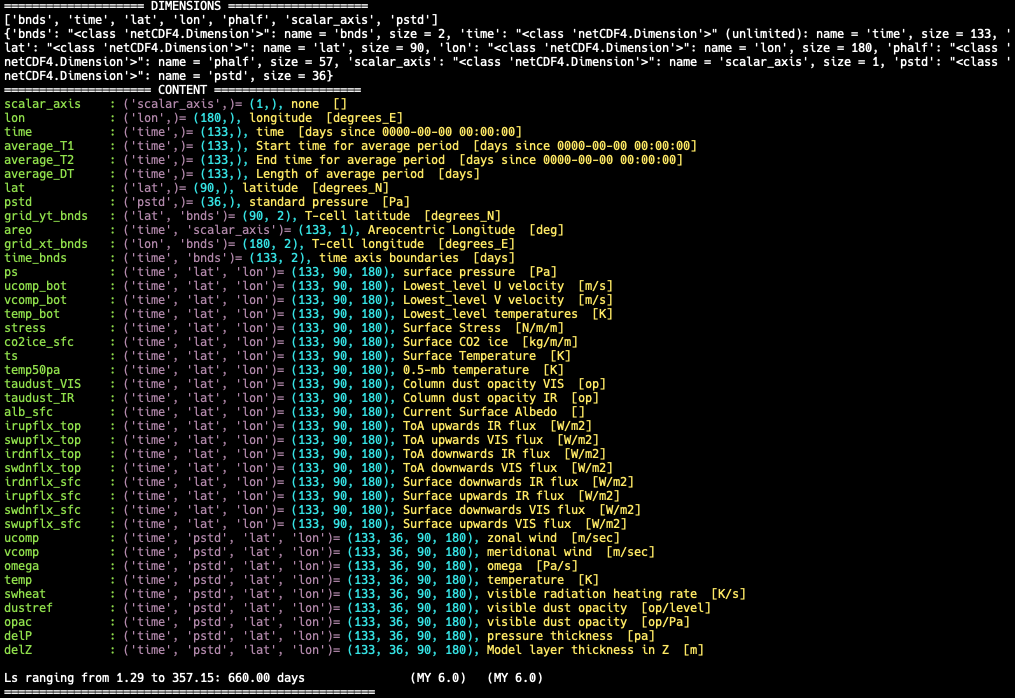 ==================== DIMENSIONS ====================
['bnds', 'time', 'lat', 'lon', 'phalf', 'scalar_axis', 'pstd']
{'bnds': "<class 'netCDF4.Dimension'>": name = 'bnds', size = 2, 'time': "<class 'netCDF4.Dimension'>" (unlimited): name = 'time', size = 133, '
lat': "<class 'netCDF4.Dimension'>": name = 'lat', size = 90, 'lon': "<class 'netCDF4.Dimension'>": name = 'lon', size = 180, 'phalf': "<class '
netCDF4.Dimension'>": name = 'phalf', size = 57, 'scalar_axis': "<class 'netCDF4.Dimension'>": name = 'scalar_axis', size = 1, 'pstd': "<class '
netCDF4.Dimension'>": name = 'pstd', size = 36}
===================== CONTENT =====================
scalar_axis    : ('scalar_axis',)= (1,), none  []
lon            : ('lon',)= (180,), longitude  [degrees_E]
time           : ('time',)= (133,), time  [days since 0000-00-00 00:00:00]
average_T1     : ('time',)= (133,), Start time for average period  [days since 0000-00-00 00:00:00]
average_T2     : ('time',)= (133,), End time for average period  [days since 0000-00-00 00:00:00]
average_DT     : ('time',)= (133,), Length of average period  [days]
lat            : ('lat',)= (90,), latitude  [degrees_N]
pstd           : ('pstd',)= (36,), standard pressure  [Pa]
grid_yt_bnds   : ('lat', 'bnds')= (90, 2), T-cell latitude  [degrees_N]
areo           : ('time', 'scalar_axis')= (133, 1), Areocentric Longitude  [deg]
grid_xt_bnds   : ('lon', 'bnds')= (180, 2), T-cell longitude  [degrees_E]
time_bnds      : ('time', 'bnds')= (133, 2), time axis boundaries  [days]
ps             : ('time', 'lat', 'lon')= (133, 90, 180), surface pressure  [Pa]
ucomp_bot      : ('time', 'lat', 'lon')= (133, 90, 180), Lowest_level U velocity  [m/s]
vcomp_bot      : ('time', 'lat', 'lon')= (133, 90, 180), Lowest_level V velocity  [m/s]
temp_bot       : ('time', 'lat', 'lon')= (133, 90, 180), Lowest_level temperatures  [K]
stress         : ('time', 'lat', 'lon')= (133, 90, 180), Surface Stress  [N/m/m]
co2ice_sfc     : ('time', 'lat', 'lon')= (133, 90, 180), Surface CO2 ice  [kg/m/m]
ts             : ('time', 'lat', 'lon')= (133, 90, 180), Surface Temperature  [K]
temp50pa       : ('time', 'lat', 'lon')= (133, 90, 180), 0.5-mb temperature  [K]
taudust_VIS    : ('time', 'lat', 'lon')= (133, 90, 180), Column dust opacity VIS  [op]
taudust_IR     : ('time', 'lat', 'lon')= (133, 90, 180), Column dust opacity IR  [op]
alb_sfc        : ('time', 'lat', 'lon')= (133, 90, 180), Current Surface Albedo  []
irupflx_top    : ('time', 'lat', 'lon')= (133, 90, 180), ToA upwards IR flux  [W/m2]
swupflx_top    : ('time', 'lat', 'lon')= (133, 90, 180), ToA upwards VIS flux  [W/m2]
irdnflx_top    : ('time', 'lat', 'lon')= (133, 90, 180), ToA downwards IR flux  [W/m2]
swdnflx_top    : ('time', 'lat', 'lon')= (133, 90, 180), ToA downwards VIS flux  [W/m2]
irdnflx_sfc    : ('time', 'lat', 'lon')= (133, 90, 180), Surface downwards IR flux  [W/m2]
irupflx_sfc    : ('time', 'lat', 'lon')= (133, 90, 180), Surface upwards IR flux  [W/m2]
swdnflx_sfc    : ('time', 'lat', 'lon')= (133, 90, 180), Surface downwards VIS flux  [W/m2]
swupflx_sfc    : ('time', 'lat', 'lon')= (133, 90, 180), Surface upwards VIS flux  [W/m2]
ucomp          : ('time', 'pstd', 'lat', 'lon')= (133, 36, 90, 180), zonal wind  [m/sec]
vcomp          : ('time', 'pstd', 'lat', 'lon')= (133, 36, 90, 180), meridional wind  [m/sec]
omega          : ('time', 'pstd', 'lat', 'lon')= (133, 36, 90, 180), omega  [Pa/s]
temp           : ('time', 'pstd', 'lat', 'lon')= (133, 36, 90, 180), temperature  [K]
swheat         : ('time', 'pstd', 'lat', 'lon')= (133, 36, 90, 180), visible radiation heating rate  [K/s]
dustref        : ('time', 'pstd', 'lat', 'lon')= (133, 36, 90, 180), visible dust opacity  [op/level]
opac           : ('time', 'pstd', 'lat', 'lon')= (133, 36, 90, 180), visible dust opacity  [op/Pa]
delP           : ('time', 'pstd', 'lat', 'lon')= (133, 36, 90, 180), pressure thickness  [pa]
delZ           : ('time', 'pstd', 'lat', 'lon')= (133, 36, 90, 180), Model layer thickness in Z  [m]
Ls ranging from 1.29 to 357.15: 660.00 days            (MY 6.0)   (MY 6.0)
=====================================================